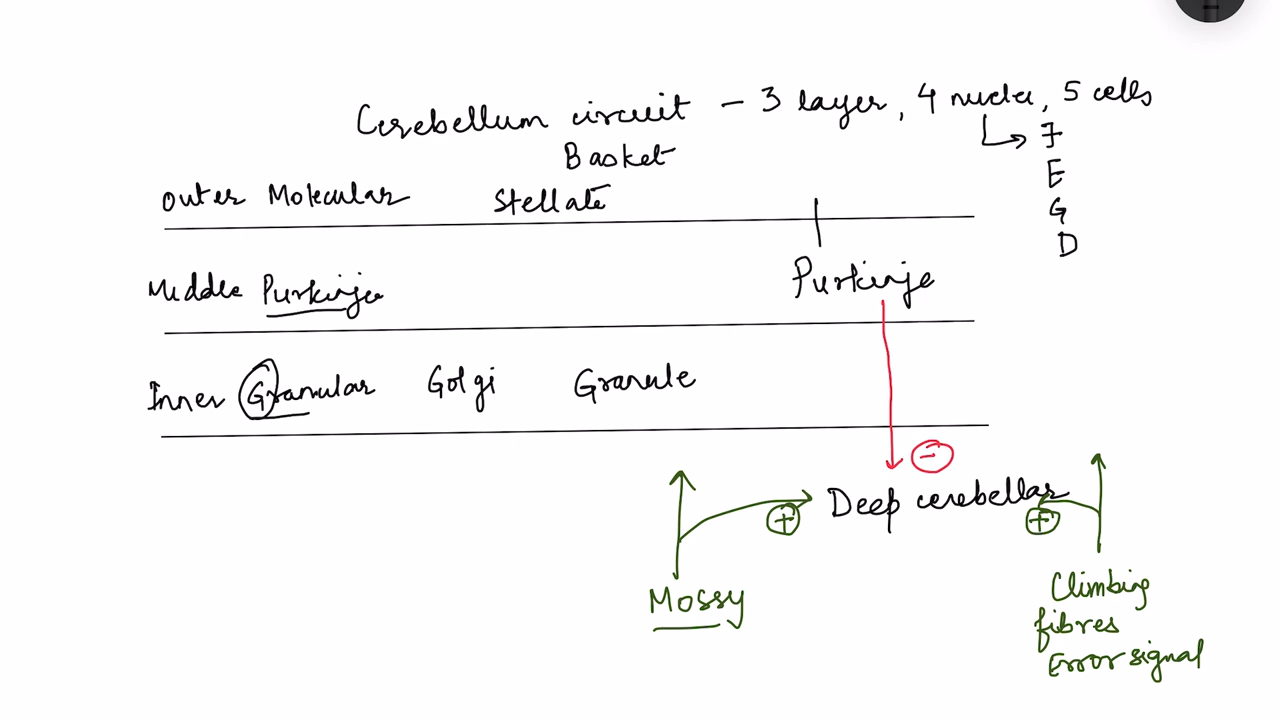 Cerebellum circuit – 3 layer, 4 nuclei, 5 cells
F
E
G
D
Basket
Outer Molecular Stellate
Middle Purkinje Purkinje
Inner Granular Golgi Granule
−
Deep cerebellar
+ +
Mossy
Climbing
fibres
Error signal